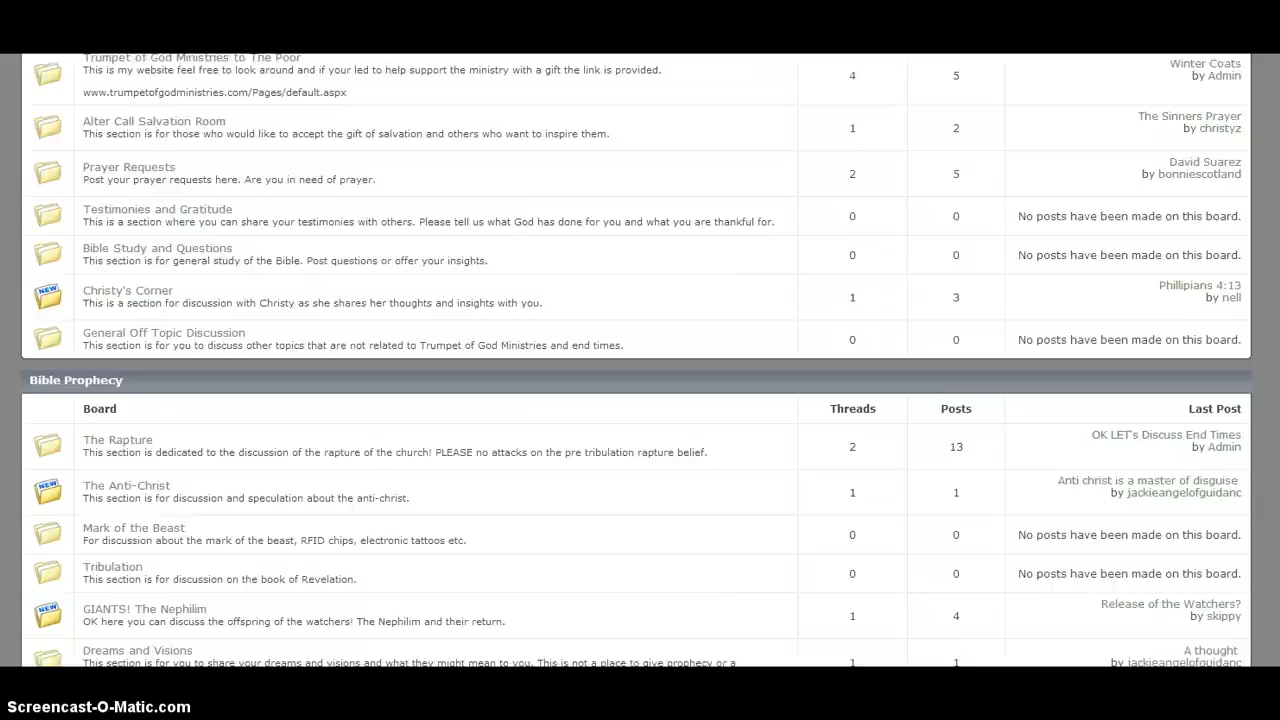 Trumpet of God Ministries to The Poor
This is my website feel free to look around and if your led to help support the ministry with a gift the link is provided.
www.trumpetofgodministries.com/Pages/default.aspx
4
5
Winter Coats
by Admin
Alter Call Salvation Room
This section is for those who would like to accept the gift of salvation and others who want to inspire them.
1
2
The Sinners Prayer
by christyz
Prayer Requests
Post your prayer requests here. Are you in need of prayer.
2
5
David Suarez
by bonniescotland
Testimonies and Gratitude
This is a section where you can share your testimonies with others. Please tell us what God has done for you and what you are thankful for.
0
0
No posts have been made on this board.
Bible Study and Questions
This section is for general study of the Bible. Post questions or offer your insights.
0
0
No posts have been made on this board.
NEW
Christy's Corner
This is a section for discussion with Christy as she shares her thoughts and insights with you.
1
3
Phillipians 4:13
by nell
General Off Topic Discussion
This section is for you to discuss other topics that are not related to Trumpet of God Ministries and end times.
0
0
No posts have been made on this board.
Bible Prophecy
Board
Threads
Posts
Last Post
The Rapture
This section is dedicated to the discussion of the rapture of the church! PLEASE no attacks on the pre tribulation rapture belief.
2
13
OK LET's Discuss End Times
by Admin
NEW
The Anti-Christ
This section is for discussion and speculation about the anti-christ.
1
1
Anti christ is a master of disguise
by jackieangelofguidanc
Mark of the Beast
For discussion about the mark of the beast, RFID chips, electronic tattoos etc.
0
0
No posts have been made on this board.
Tribulation
This section is for discussion on the book of Revelation.
0
0
No posts have been made on this board.
NEW
GIANTS! The Nephilim
OK here you can discuss the offspring of the watchers! The Nephilim and their return.
1
4
Release of the Watchers?
by skippy
Dreams and Visions
This section is for you to share your dreams and visions and what they might mean to you. This is not a place to give prophecy or a
1
1
A thought
by jackieangelofguidanc
Screencast-O-Matic.com